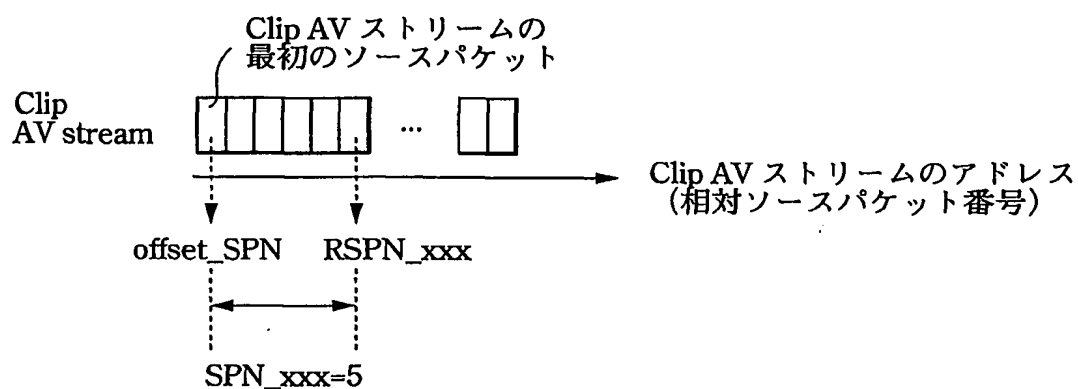 Clip AV ストリームの
最初のソースパケット
Clip
AV stream
...
Clip AV ストリームのアドレス
(相対ソースパケット番号)
offset_SPN
RSPN_xxx
SPN_xxx=5